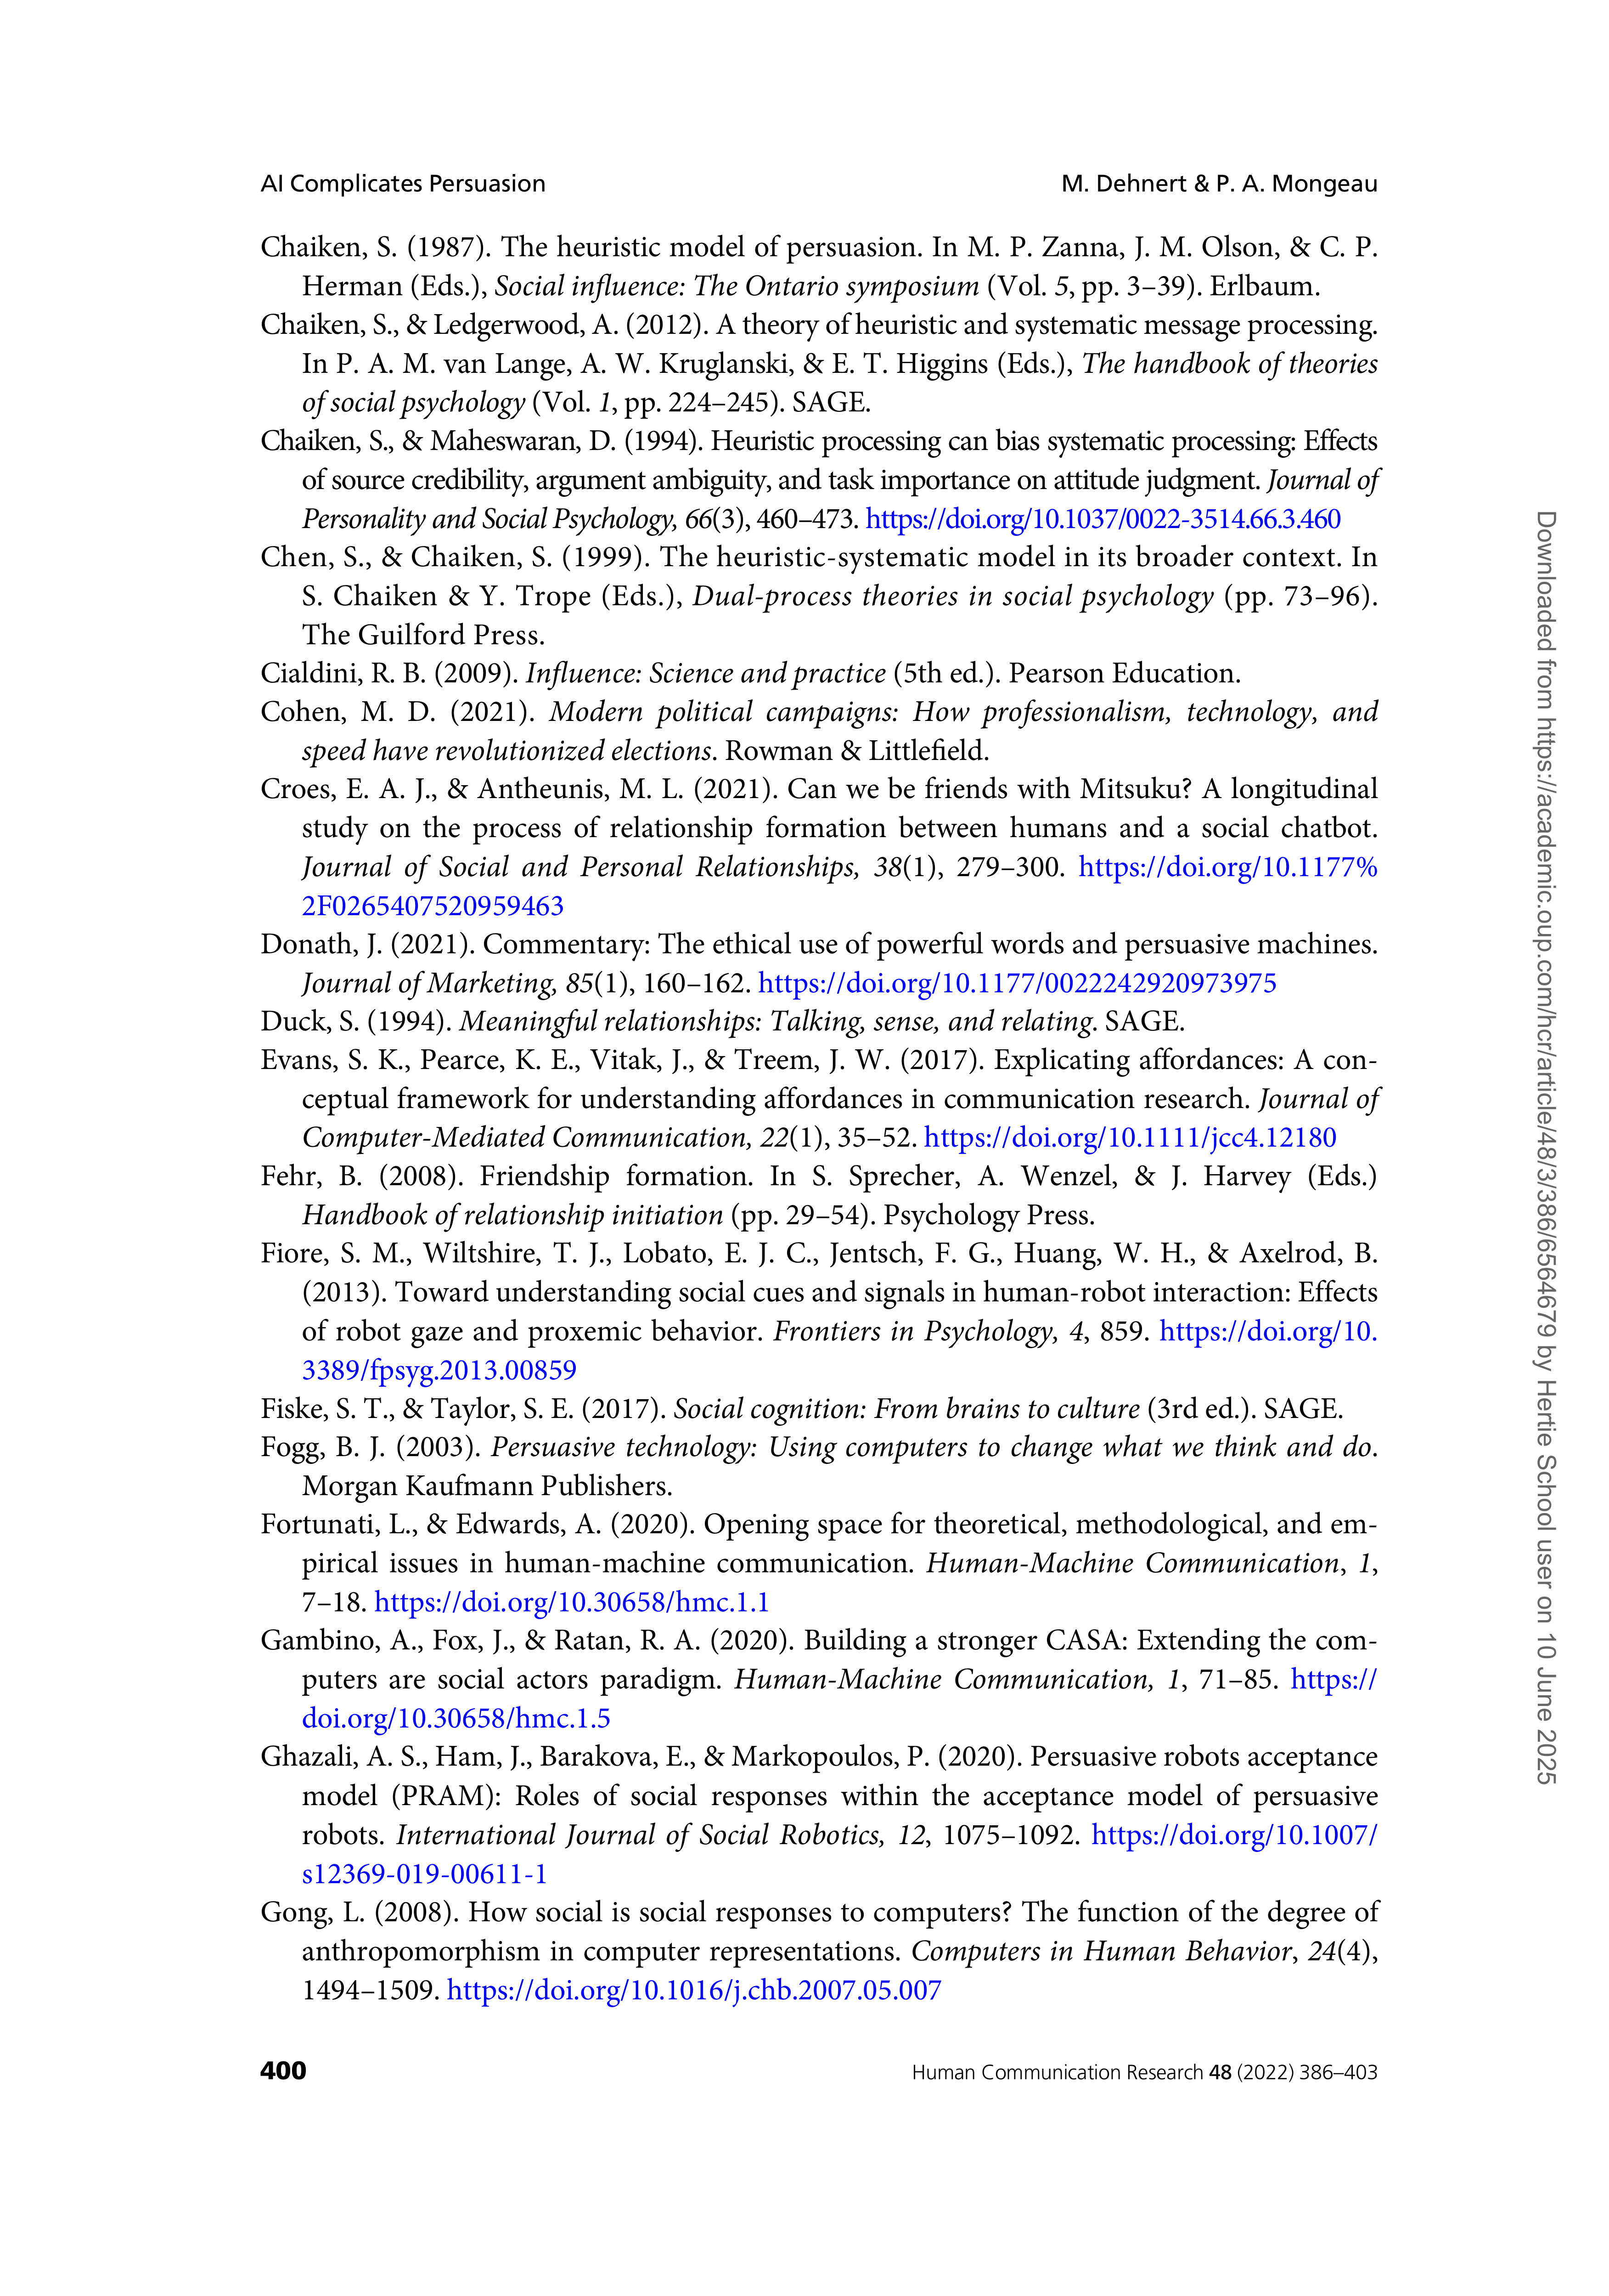 AI Complicates Persuasion
M. Dehnert & P. A. Mongeau
Chaiken, S. (1987). The heuristic model of persuasion. In M. P. Zanna, J. M. Olson, & C. P.
Herman (Eds.), Social influence: The Ontario symposium (Vol. 5, pp. 3–39). Erlbaum.
Chaiken, S., & Ledgerwood, A. (2012). A theory of heuristic and systematic message processing.
In P. A. M. van Lange, A. W. Kruglanski, & E. T. Higgins (Eds.), The handbook of theories
of social psychology (Vol. 1, pp. 224–245). SAGE.
Chaiken, S., & Maheswaran, D. (1994). Heuristic processing can bias systematic processing: Effects
of source credibility, argument ambiguity, and task importance on attitude judgment. Journal of
Personality and Social Psychology, 66(3), 460–473. https://doi.org/10.1037/0022-3514.66.3.460
Chen, S., & Chaiken, S. (1999). The heuristic-systematic model in its broader context. In
S. Chaiken & Y. Trope (Eds.), Dual-process theories in social psychology (pp. 73–96).
The Guilford Press.
Cialdini, R. B. (2009). Influence: Science and practice (5th ed.). Pearson Education.
Cohen, M. D. (2021). Modern political campaigns: How professionalism, technology, and
speed have revolutionized elections. Rowman & Littlefield.
Croes, E. A. J., & Antheunis, M. L. (2021). Can we be friends with Mitsuku? A longitudinal
study on the process of relationship formation between humans and a social chatbot.
Journal of Social and Personal Relationships, 38(1), 279–300. https://doi.org/10.1177%
2F0265407520959463
Donath, J. (2021). Commentary: The ethical use of powerful words and persuasive machines.
Journal of Marketing, 85(1), 160–162. https://doi.org/10.1177/0022242920973975
Duck, S. (1994). Meaningful relationships: Talking, sense, and relating. SAGE.
Evans, S. K., Pearce, K. E., Vitak, J., & Treem, J. W. (2017). Explicating affordances: A con-
ceptual framework for understanding affordances in communication research. Journal of
Computer-Mediated Communication, 22(1), 35–52. https://doi.org/10.1111/jcc4.12180
Fehr, B. (2008). Friendship formation. In S. Sprecher, A. Wenzel, & J. Harvey (Eds.)
Handbook of relationship initiation (pp. 29–54). Psychology Press.
Fiore, S. M., Wiltshire, T. J., Lobato, E. J. C., Jentsch, F. G., Huang, W. H., & Axelrod, B.
(2013). Toward understanding social cues and signals in human-robot interaction: Effects
of robot gaze and proxemic behavior. Frontiers in Psychology, 4, 859. https://doi.org/10.
3389/fpsyg.2013.00859
Fiske, S. T., & Taylor, S. E. (2017). Social cognition: From brains to culture (3rd ed.). SAGE.
Fogg, B. J. (2003). Persuasive technology: Using computers to change what we think and do.
Morgan Kaufmann Publishers.
Fortunati, L., & Edwards, A. (2020). Opening space for theoretical, methodological, and em-
pirical issues in human-machine communication. Human-Machine Communication, 1,
7–18. https://doi.org/10.30658/hmc.1.1
Gambino, A., Fox, J., & Ratan, R. A. (2020). Building a stronger CASA: Extending the com-
puters are social actors paradigm. Human-Machine Communication, 1, 71–85. https://
doi.org/10.30658/hmc.1.5
Ghazali, A. S., Ham, J., Barakova, E., & Markopoulos, P. (2020). Persuasive robots acceptance
model (PRAM): Roles of social responses within the acceptance model of persuasive
robots. International Journal of Social Robotics, 12, 1075–1092. https://doi.org/10.1007/
s12369-019-00611-1
Gong, L. (2008). How social is social responses to computers? The function of the degree of
anthropomorphism in computer representations. Computers in Human Behavior, 24(4),
1494–1509. https://doi.org/10.1016/j.chb.2007.05.007
400
Human Communication Research 48 (2022) 386–403
Downloaded from https://academic.oup.com/hcr/article/48/3/386/6564679 by Hertie School user on 10 June 2025